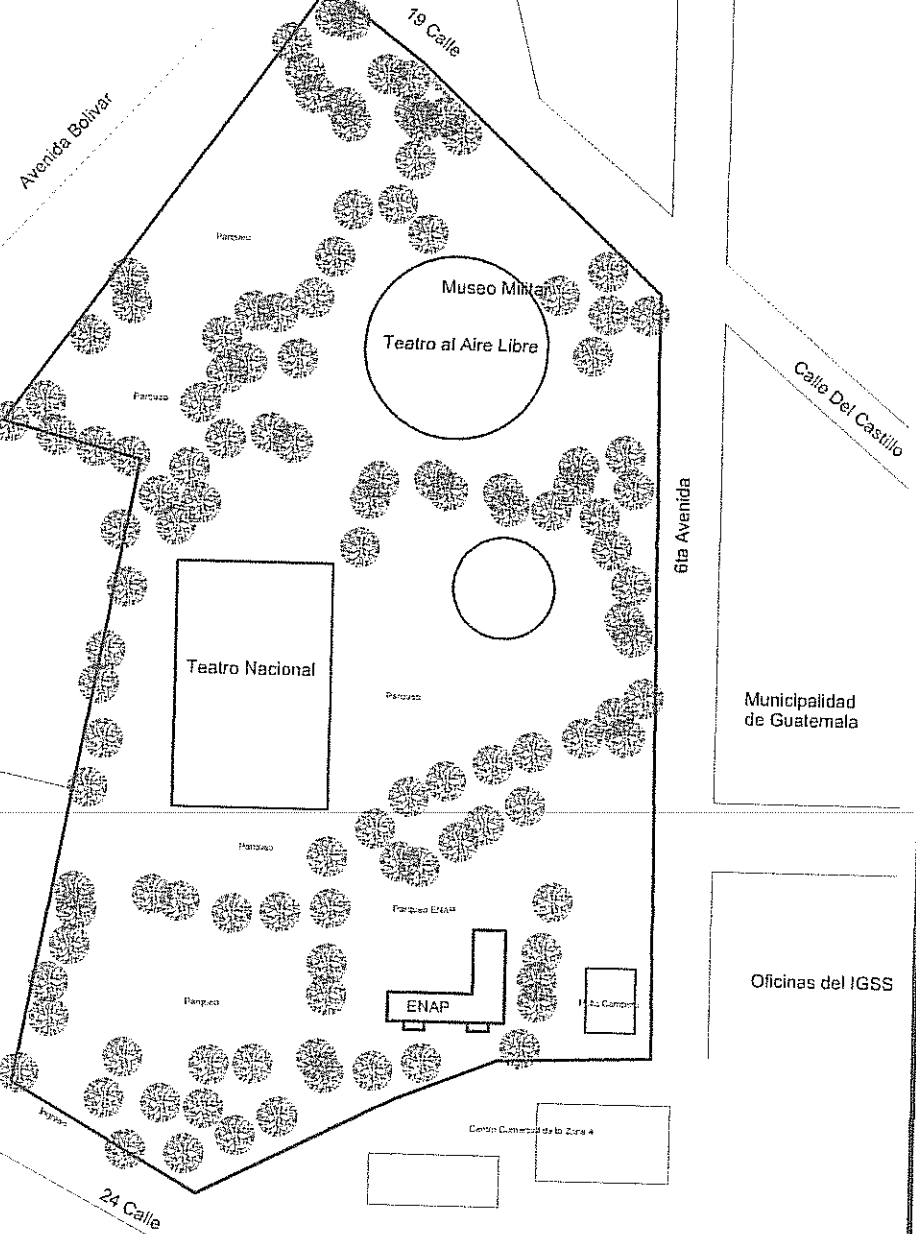 19 Calle
Avenida Bolivar
Parqueo
Museo Militar
Teatro al Aire Libre
Parqueo
Calle Del Castillo
6ta Avenida
Teatro Nacional
Parqueo
Municipalidad
de Guatemala
Parqueo
Parqueo ENAP
Oficinas del IGSS
Parqueo
ENAP
Ingreso
Centro Comercial de la Zona 4
24 Calle